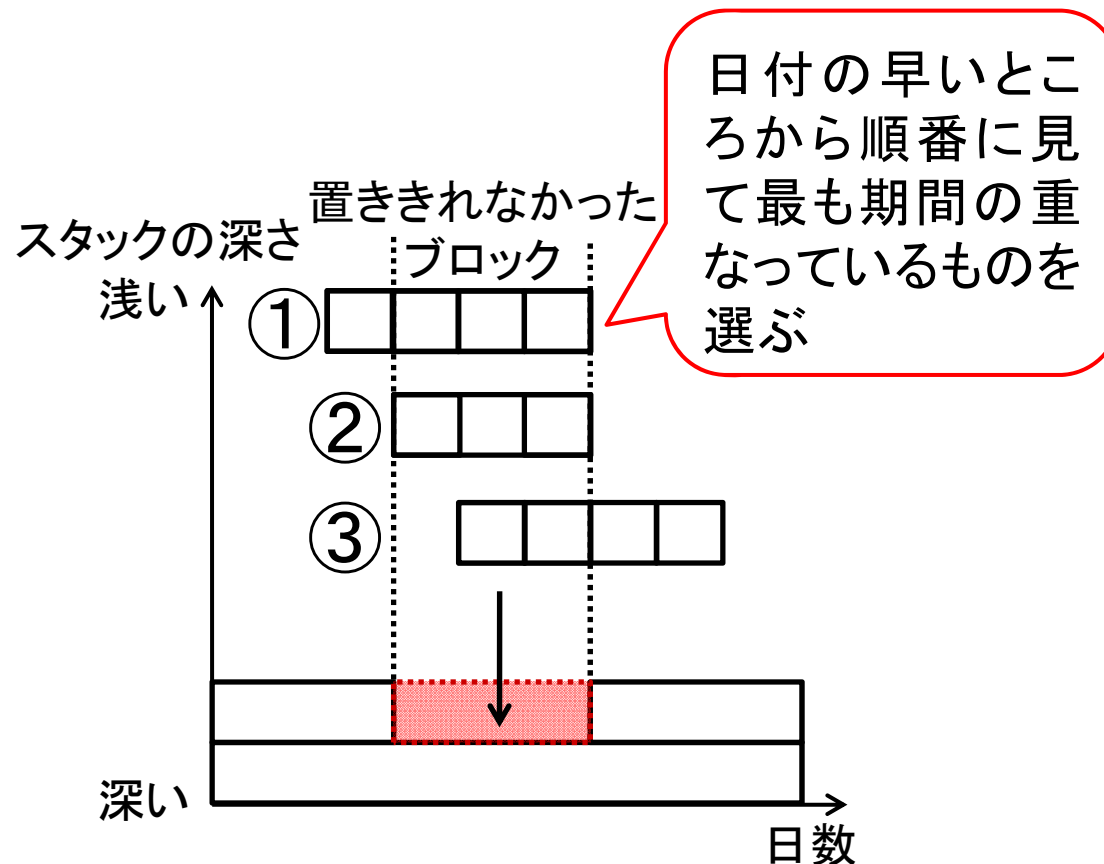 日付の早いとこ
ろから順番に見
て最も期間の重
なっているものを
選ぶ
置ききれなかった
ブロック
スタックの深さ
浅い
①
②
③
深い
日数